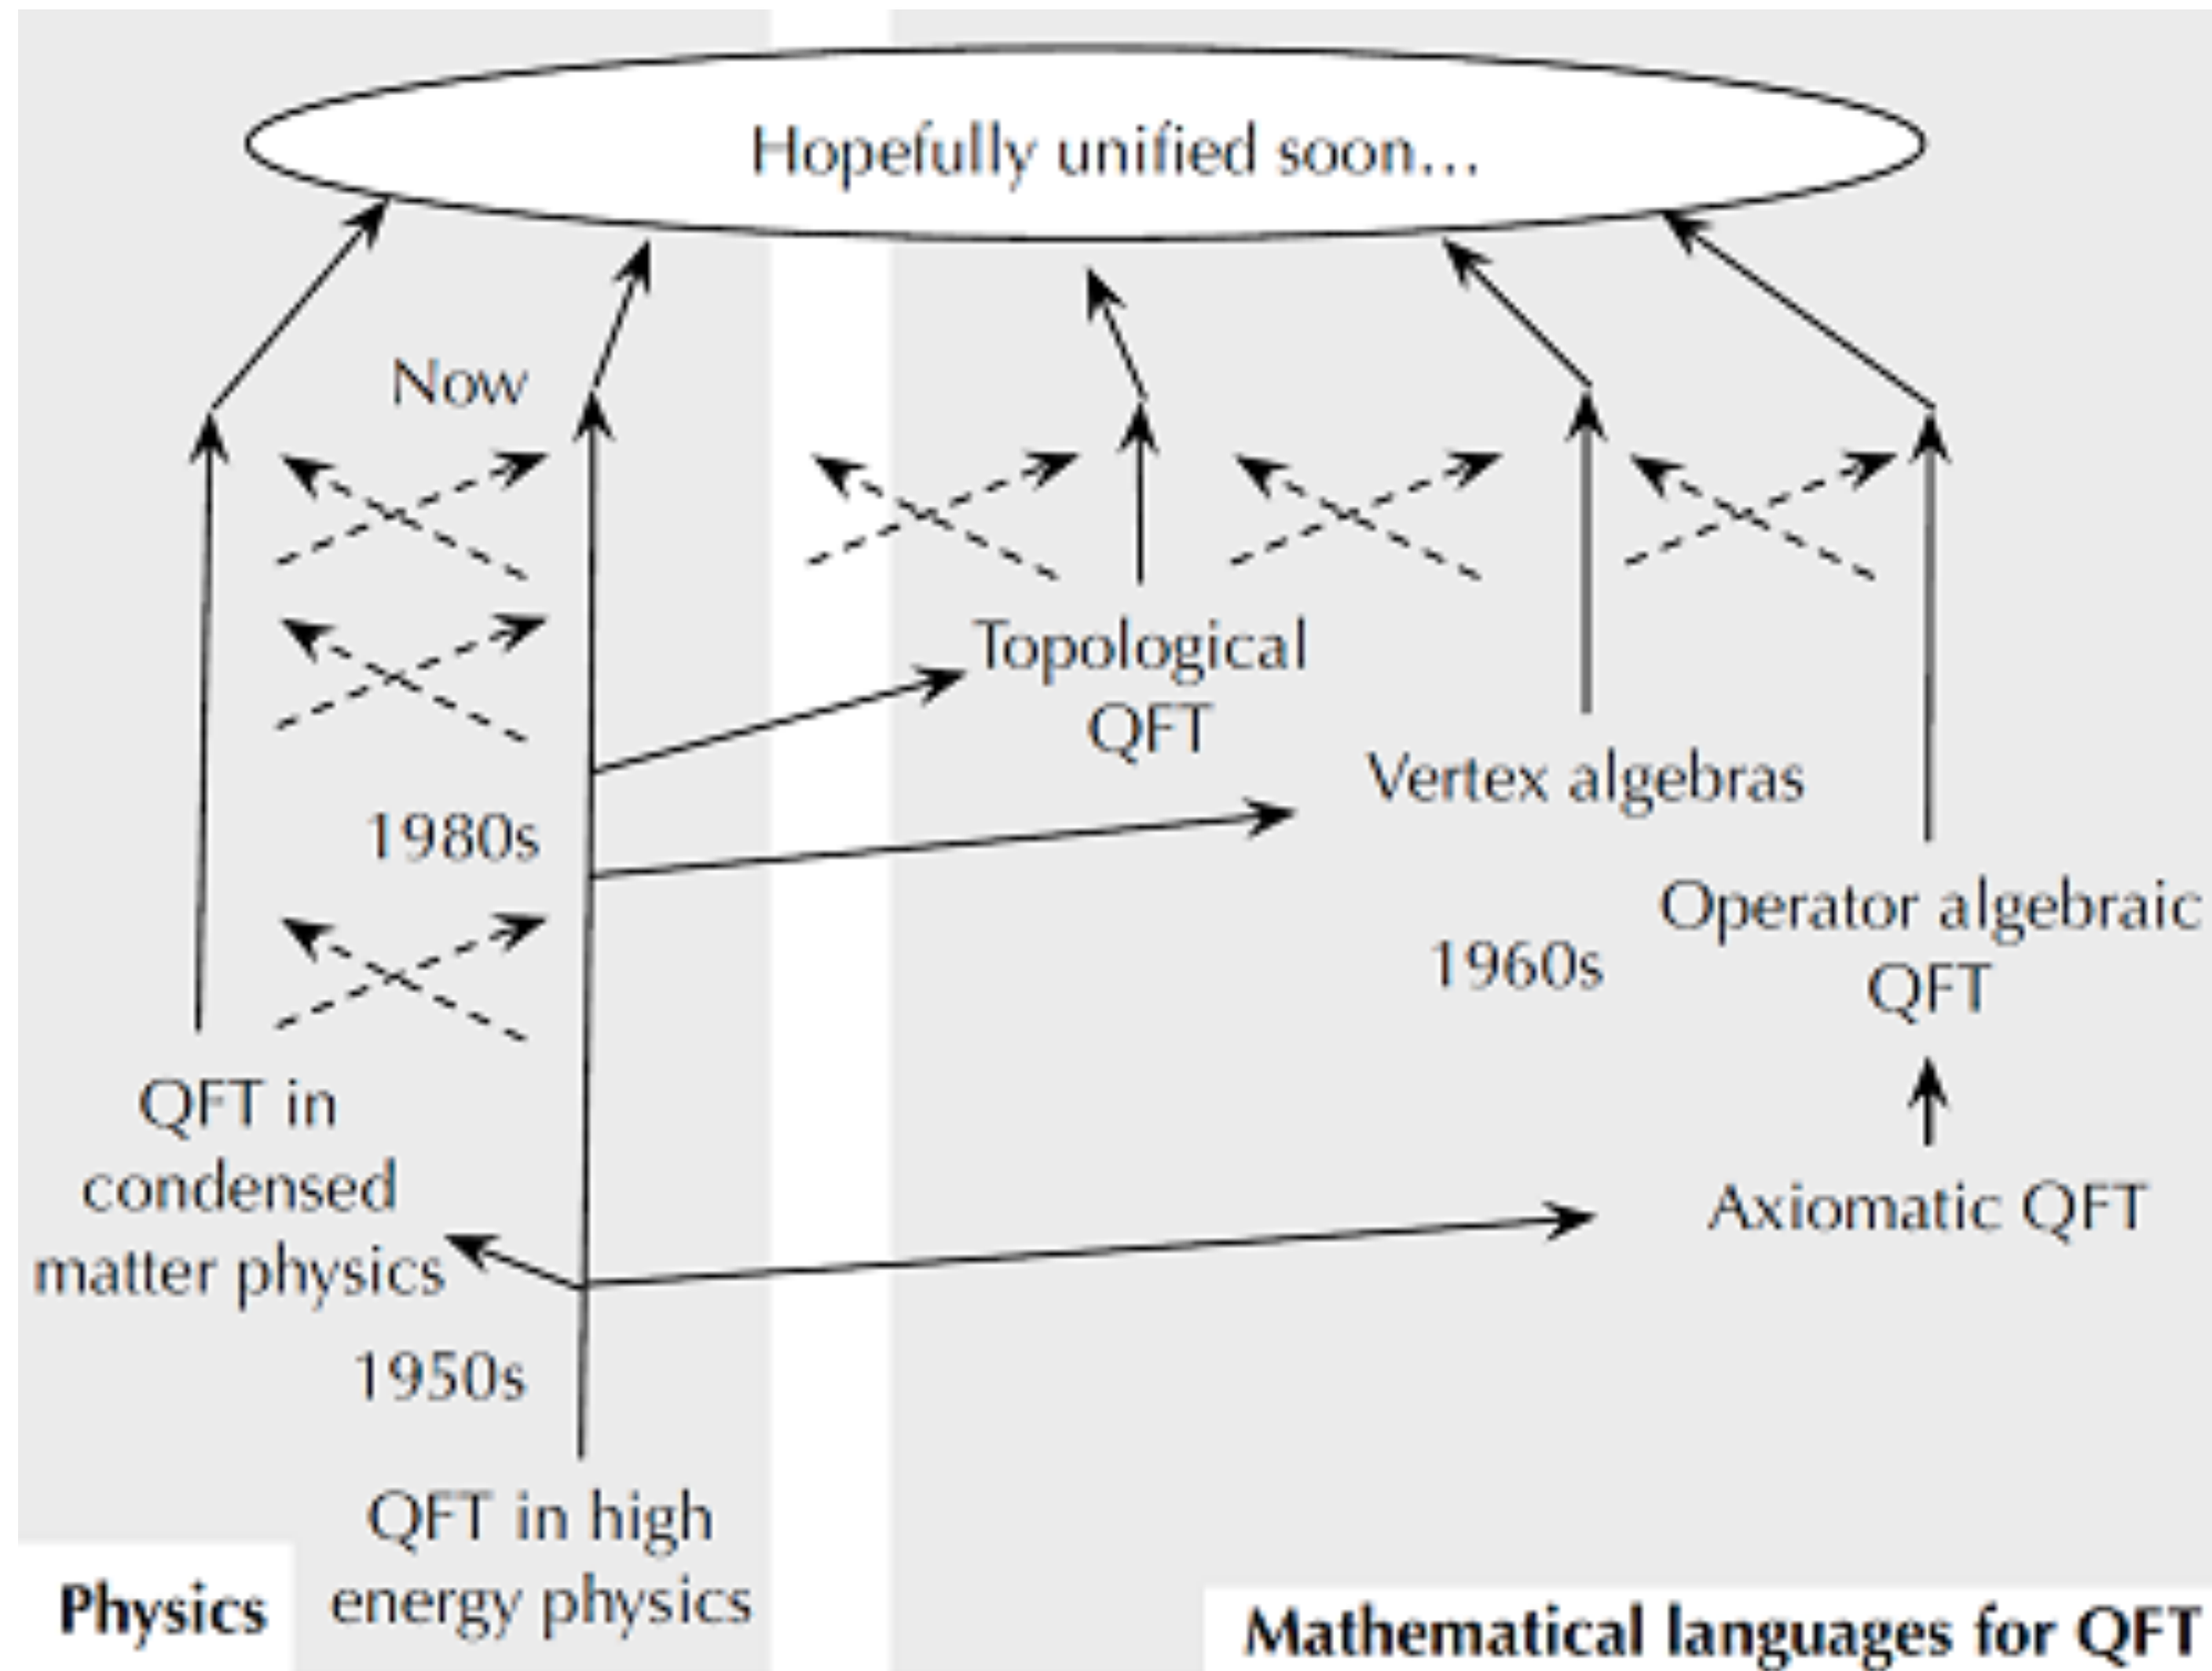 Hopefully unified soon...
Now
Topological
QFT
Vertex algebras
1980s
Operator algebraic
QFT
1960s
QFT in
condensed
matter physics
Axiomatic QFT
1950s
QFT in high
energy physics
Physics
Mathematical languages for QFT